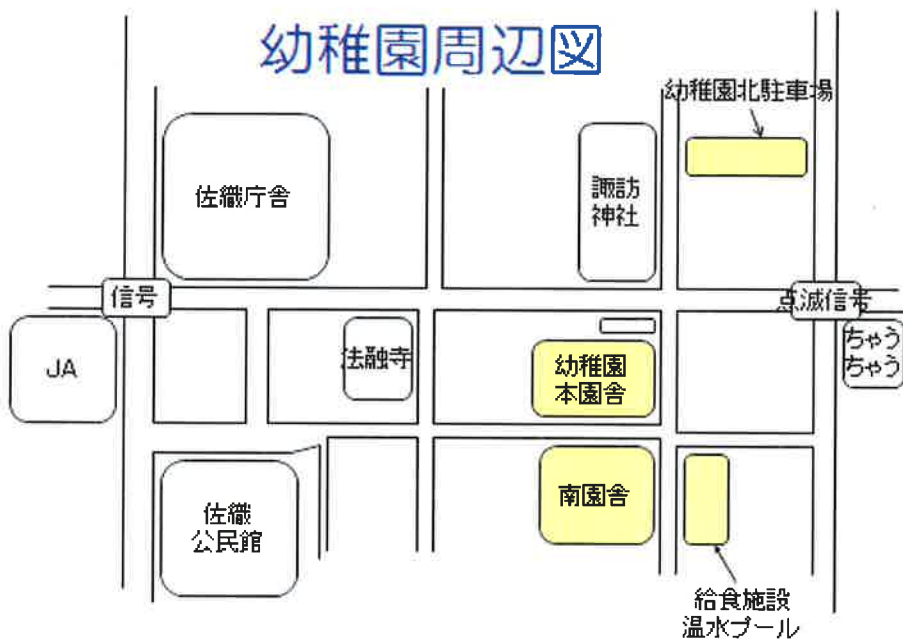 幼稚園周辺図
幼稚園北駐車場
佐織庁舎
諏訪
神社
信号
点滅信号
JA
法融寺
幼稚園
本園舎
ちゃう
ちゃう
佐織
公民館
南園舎
給食施設
温水プール